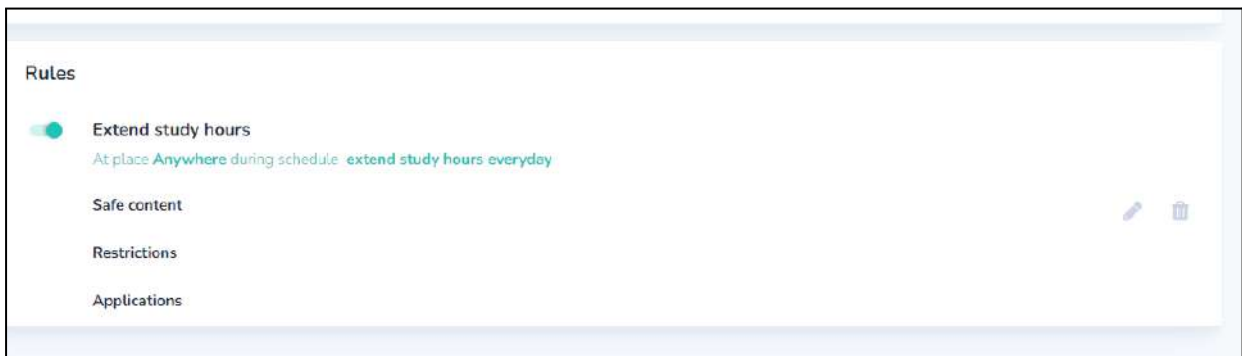 Rules
Extend study hours
At place Anywhere during schedule extend study hours everyday
Safe content
Restrictions
Applications